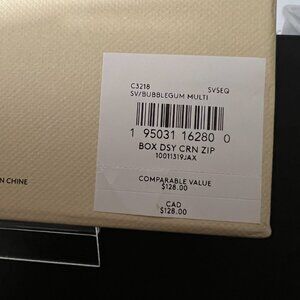 C3218 SV5EQ
SV/BUBBLEGUM MULTI
1 95031 16280 0
BOX DSY CRN ZIP
10011319JAX
N CHINE
COMPARABLE VALUE
$128.00
CAD
$128.00